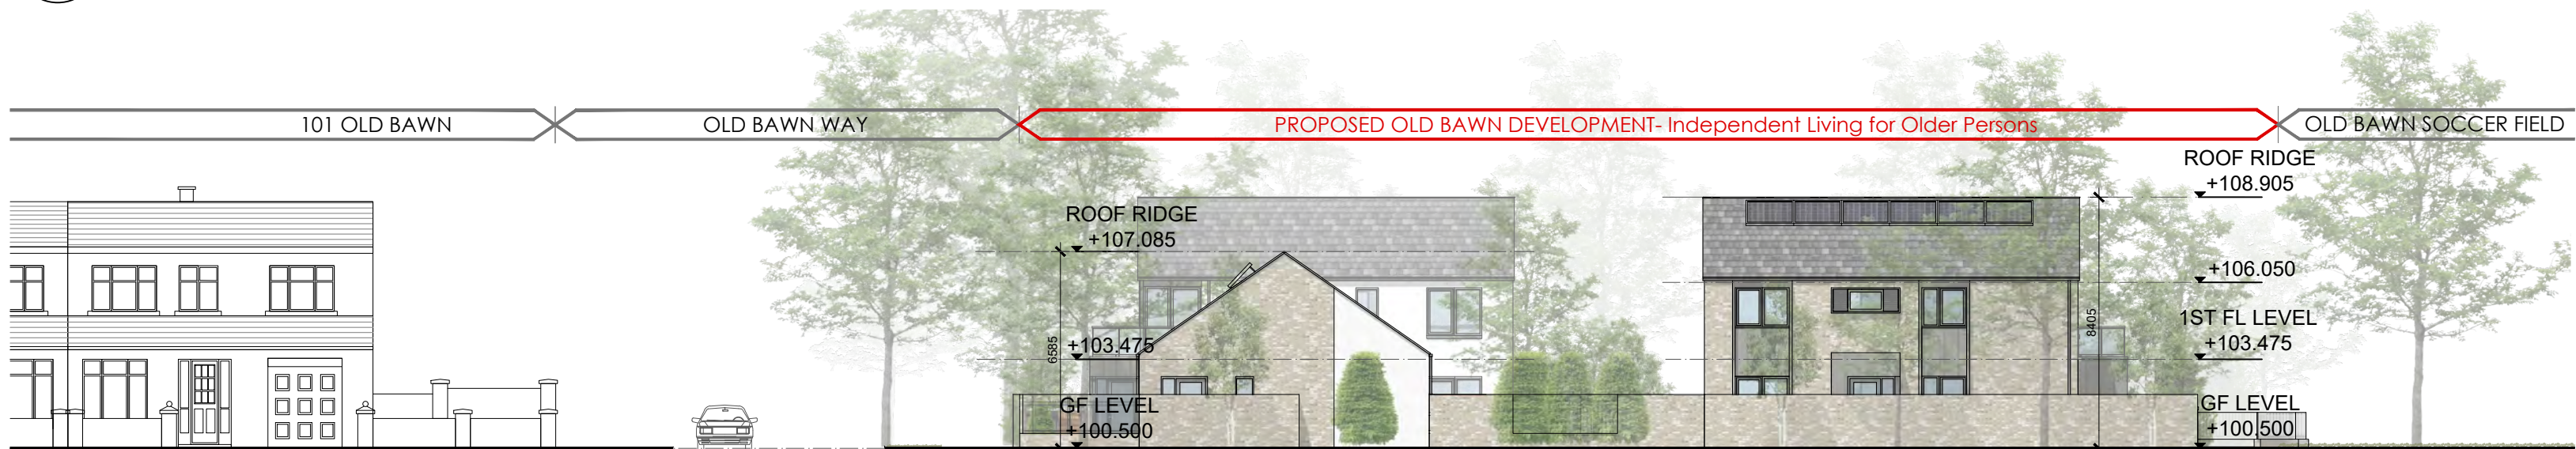 101 OLD BAWN
OLD BAWN WAY
PROPOSED OLD BAWN DEVELOPMENT- Independent Living for Older Persons
OLD BAWN SOCCER FIELD
ROOF RIDGE
+108.905
ROOF RIDGE
+107.085
+106.050
1ST FL LEVEL
+103.475
8405
6585
+103.475
GF LEVEL
+100.500
GF LEVEL
+100.500